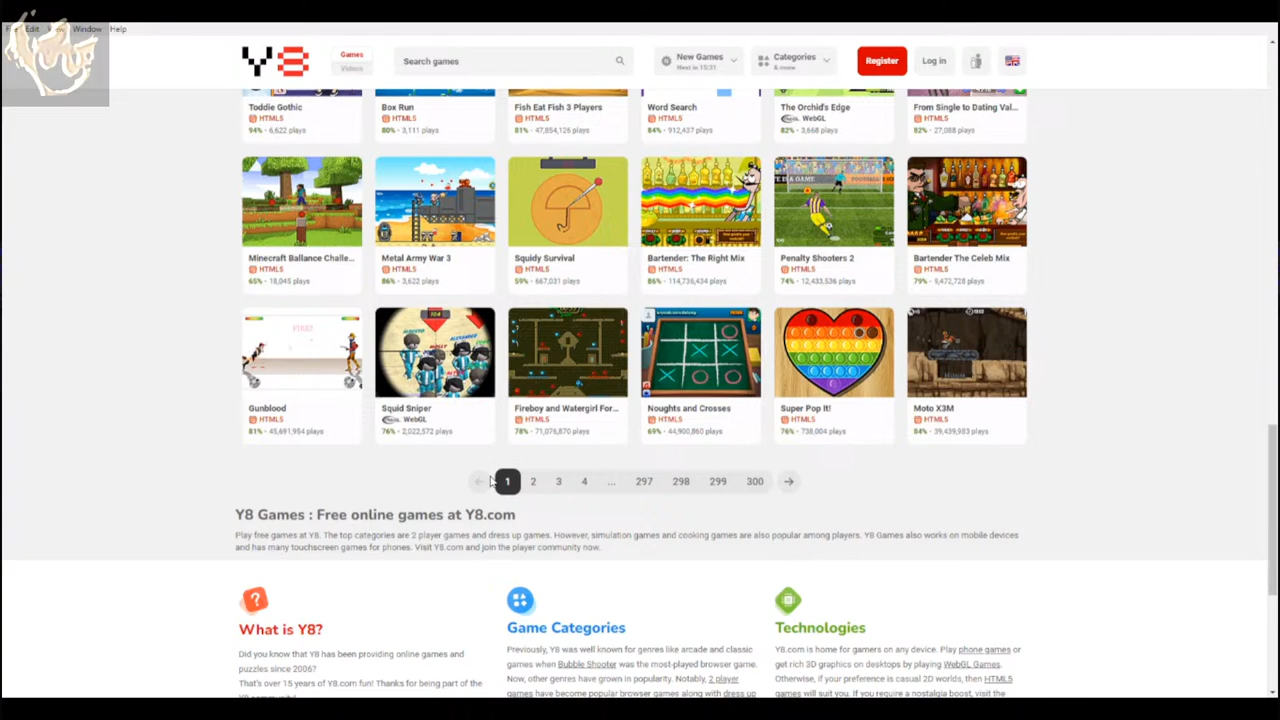 Edit
Window Help
Y8
Games
Videos
Search games
New Games
Next in 15:31
Categories
& more
Register
Log in
Toddie Gothic
HTML5
94% - 6,622 plays
Box Run
HTML5
80% - 3,111 plays
Fish Eat Fish 3 Players
HTML5
81% - 47,854,126 plays
Word Search
HTML5
84% - 912,437 plays
The Orchid's Edge
WebGL
82% - 3,668 plays
From Single to Dating Val...
HTML5
82% - 27,088 plays
Minecraft Ballance Challe...
HTML5
65% - 18,045 plays
Metal Army War 3
HTML5
86% - 3,622 plays
Squidy Survival
HTML5
59% - 667,031 plays
Bartender: The Right Mix
HTML5
86% - 114,736,434 plays
Penalty Shooters 2
HTML5
74% - 12,433,536 plays
Bartender The Celeb Mix
HTML5
79% - 9,472,728 plays
Gunblood
HTML5
81% - 45,691,954 plays
Squid Sniper
WebGL
76% - 2,022,572 plays
Fireboy and Watergirl For...
HTML5
78% - 71,076,870 plays
Noughts and Crosses
HTML5
69% - 44,900,860 plays
Super Pop It!
HTML5
76% - 738,004 plays
Moto X3M
HTML5
84% - 39,439,983 plays
← 1 2 3 4 ... 297 298 299 300 →
Y8 Games : Free online games at Y8.com
Play free games at Y8. The top categories are 2 player games and dress up games. However, simulation games and cooking games are also popular among players. Y8 Games also works on mobile devices
and has many touchscreen games for phones. Visit Y8.com and join the player community now.
What is Y8?
Did you know that Y8 has been providing online games and
puzzles since 2006?
That's over 15 years of Y8.com fun! Thanks for being part of the
Y8 community!
Game Categories
Previously, Y8 was well known for genres like arcade and classic
games when Bubble Shooter was the most-played browser game.
Now, other genres have grown in popularity. Notably, 2 player
games have become popular browser games along with dress up
Technologies
Y8.com is home for gamers on any device. Play phone games or
get rich 3D graphics on desktops by playing WebGL Games.
Otherwise, if your preference is casual 2D worlds, then HTML5
games will suit you. If you require a nostalgia boost, visit the